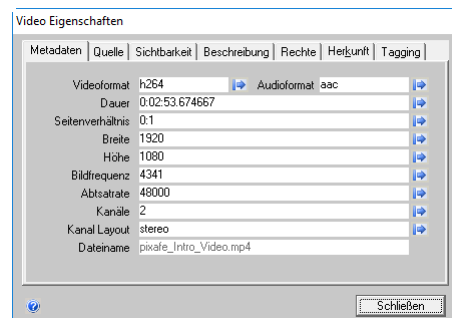 Video Eigenschaften
Metadaten Quelle Sichtbarkeit Beschreibung Rechte Herkunft Tagging
Videoformat h264 Audioformat aac
Dauer 0:02:53.674667
Seitenverhältnis 0:1
Breite 1920
Höhe 1080
Bildfrequenz 4341
Abtsatrate 48000
Kanäle 2
Kanal Layout stereo
Dateiname pixafe_Intro_Video.mp4
Schließen